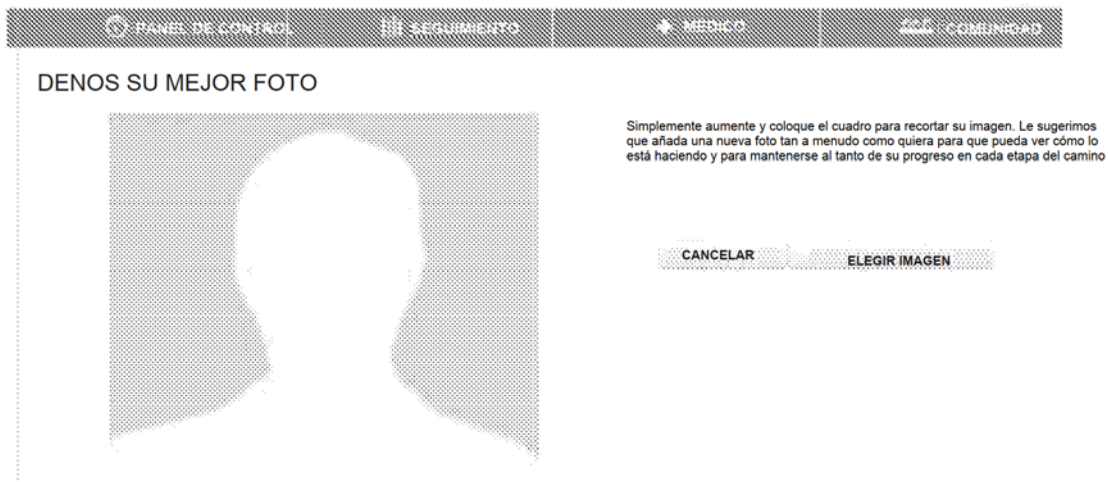 PANEL DE CONTROL SEGUIMIENTO MEDICO COMUNIDAD
DENOS SU MEJOR FOTO
Simplemente aumente y coloque el cuadro para recortar su imagen. Le sugerimos
que añada una nueva foto tan a menudo como quiera para que pueda ver cómo lo
está haciendo y para mantenerse al tanto de su progreso en cada etapa del camino
CANCELAR ELEGIR IMAGEN